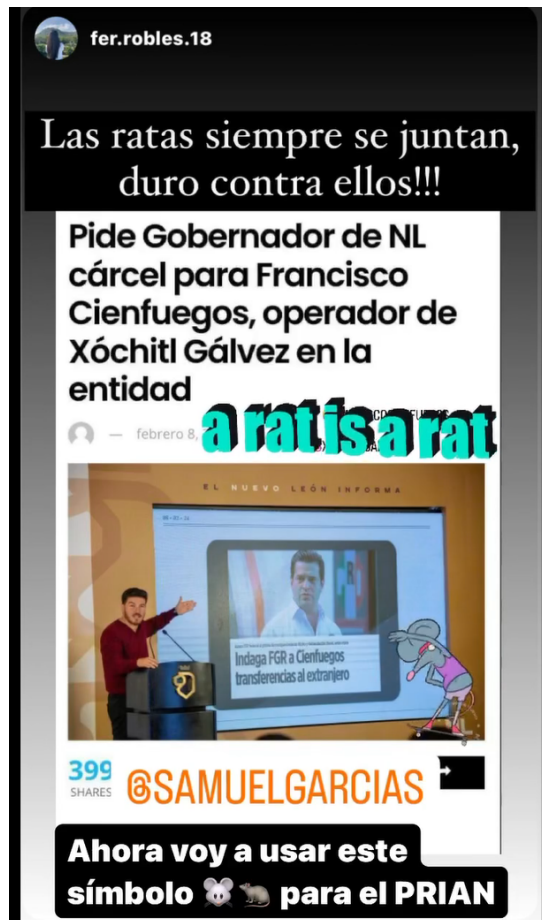 fer.robles.18
Las ratas siempre se juntan,
duro contra ellos!!!
Pide Gobernador de NL
cárcel para Francisco
Cienfuegos, operador de
Xóchitl Gálvez en la
entidad
febrero 8,
a rat is a rat
EL NUEVO LEÓN INFORMA
Indaga FGR a Cienfuegos
transferencias al extranjero
399
SHARES
@SAMUELGARCIAS
Ahora voy a usar este
símbolo 🐭🐀 para el PRIAN